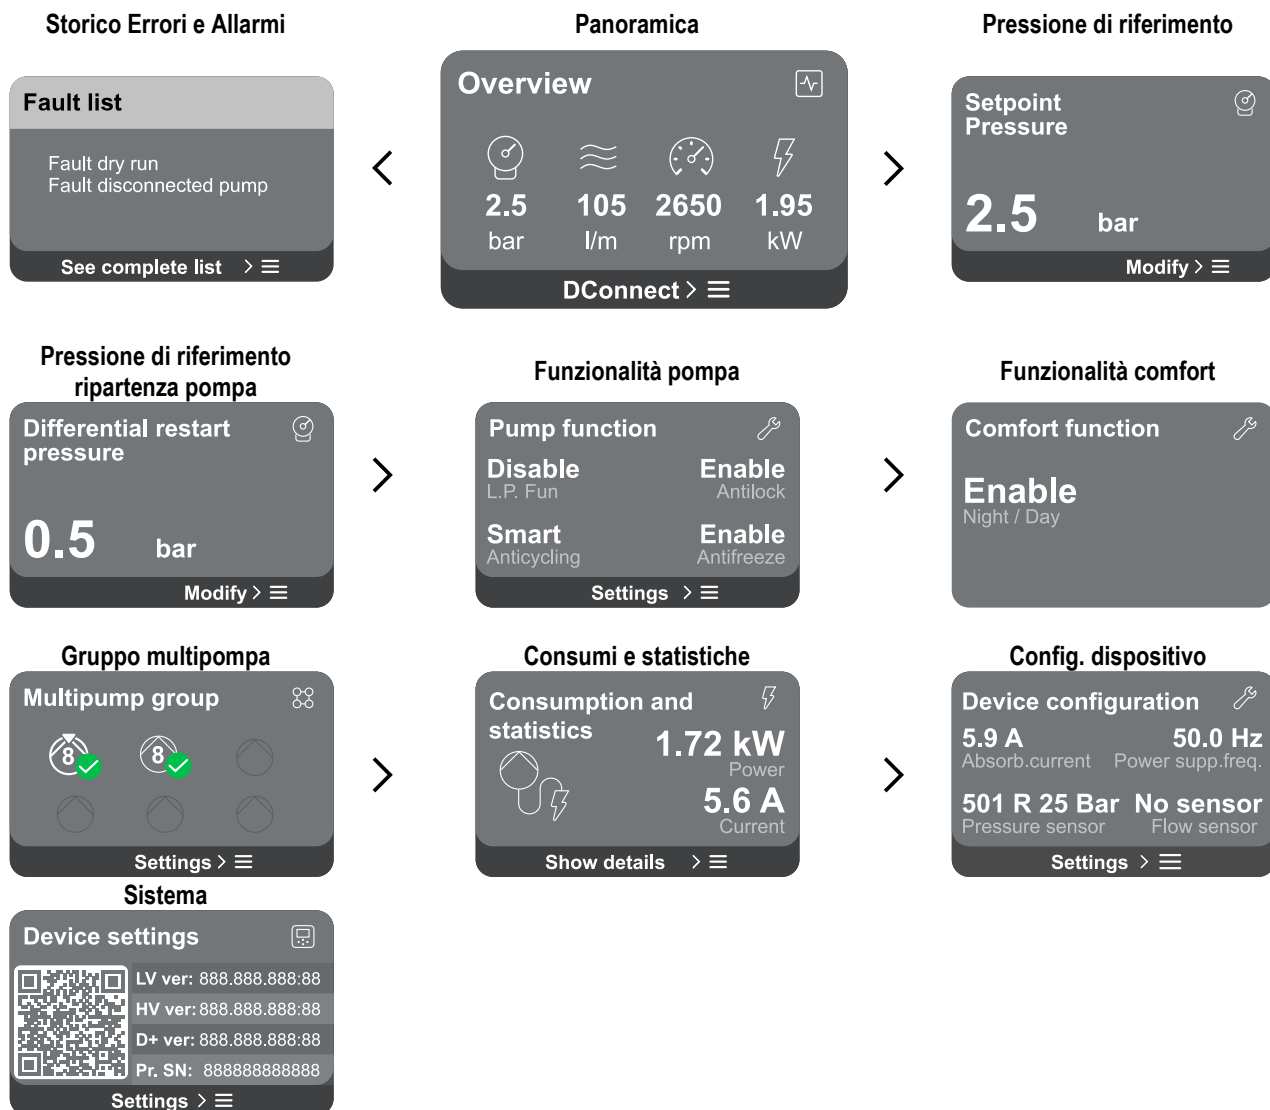 Storico Errori e Allarmi
Panoramica
Pressione di riferimento
Fault list
Fault dry run
Fault disconnected pump
See complete list
Overview
2.5 105 2650 1.95
bar l/m rpm kW
DConnect
Setpoint
Pressure
2.5 bar
Modify
Pressione di riferimento
ripartenza pompa
Funzionalità pompa
Funzionalità comfort
Differential restart
pressure
0.5 bar
Modify
Pump function
Disable Enable
L.P. Fun Antilock
Smart Enable
Anticycling Antifreeze
Settings
Comfort function
Enable
Night / Day
Gruppo multipompa
Consumi e statistiche
Config. dispositivo
Multipump group
8 8
Settings
Consumption and
statistics
1.72 kW
Power
5.6 A
Current
Show details
Device configuration
5.9 A 50.0 Hz
Absorb.current Power supp.freq.
501 R 25 Bar No sensor
Pressure sensor Flow sensor
Settings
Sistema
Device settings
LV ver: 888.888.888:88
HV ver: 888.888.888:88
D+ ver: 888.888.888:88
Pr. SN: 888888888888
Settings